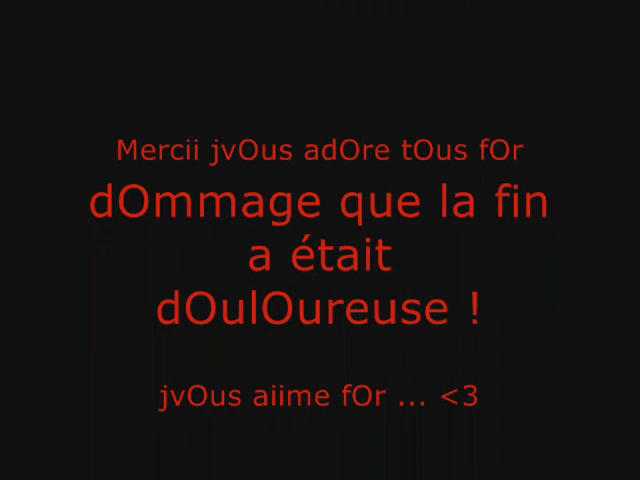 Mercii jvOus adOre tOus fOr
dOmmage que la fin
a était
dOulOureuse !
jvOus aiime fOr ... <3